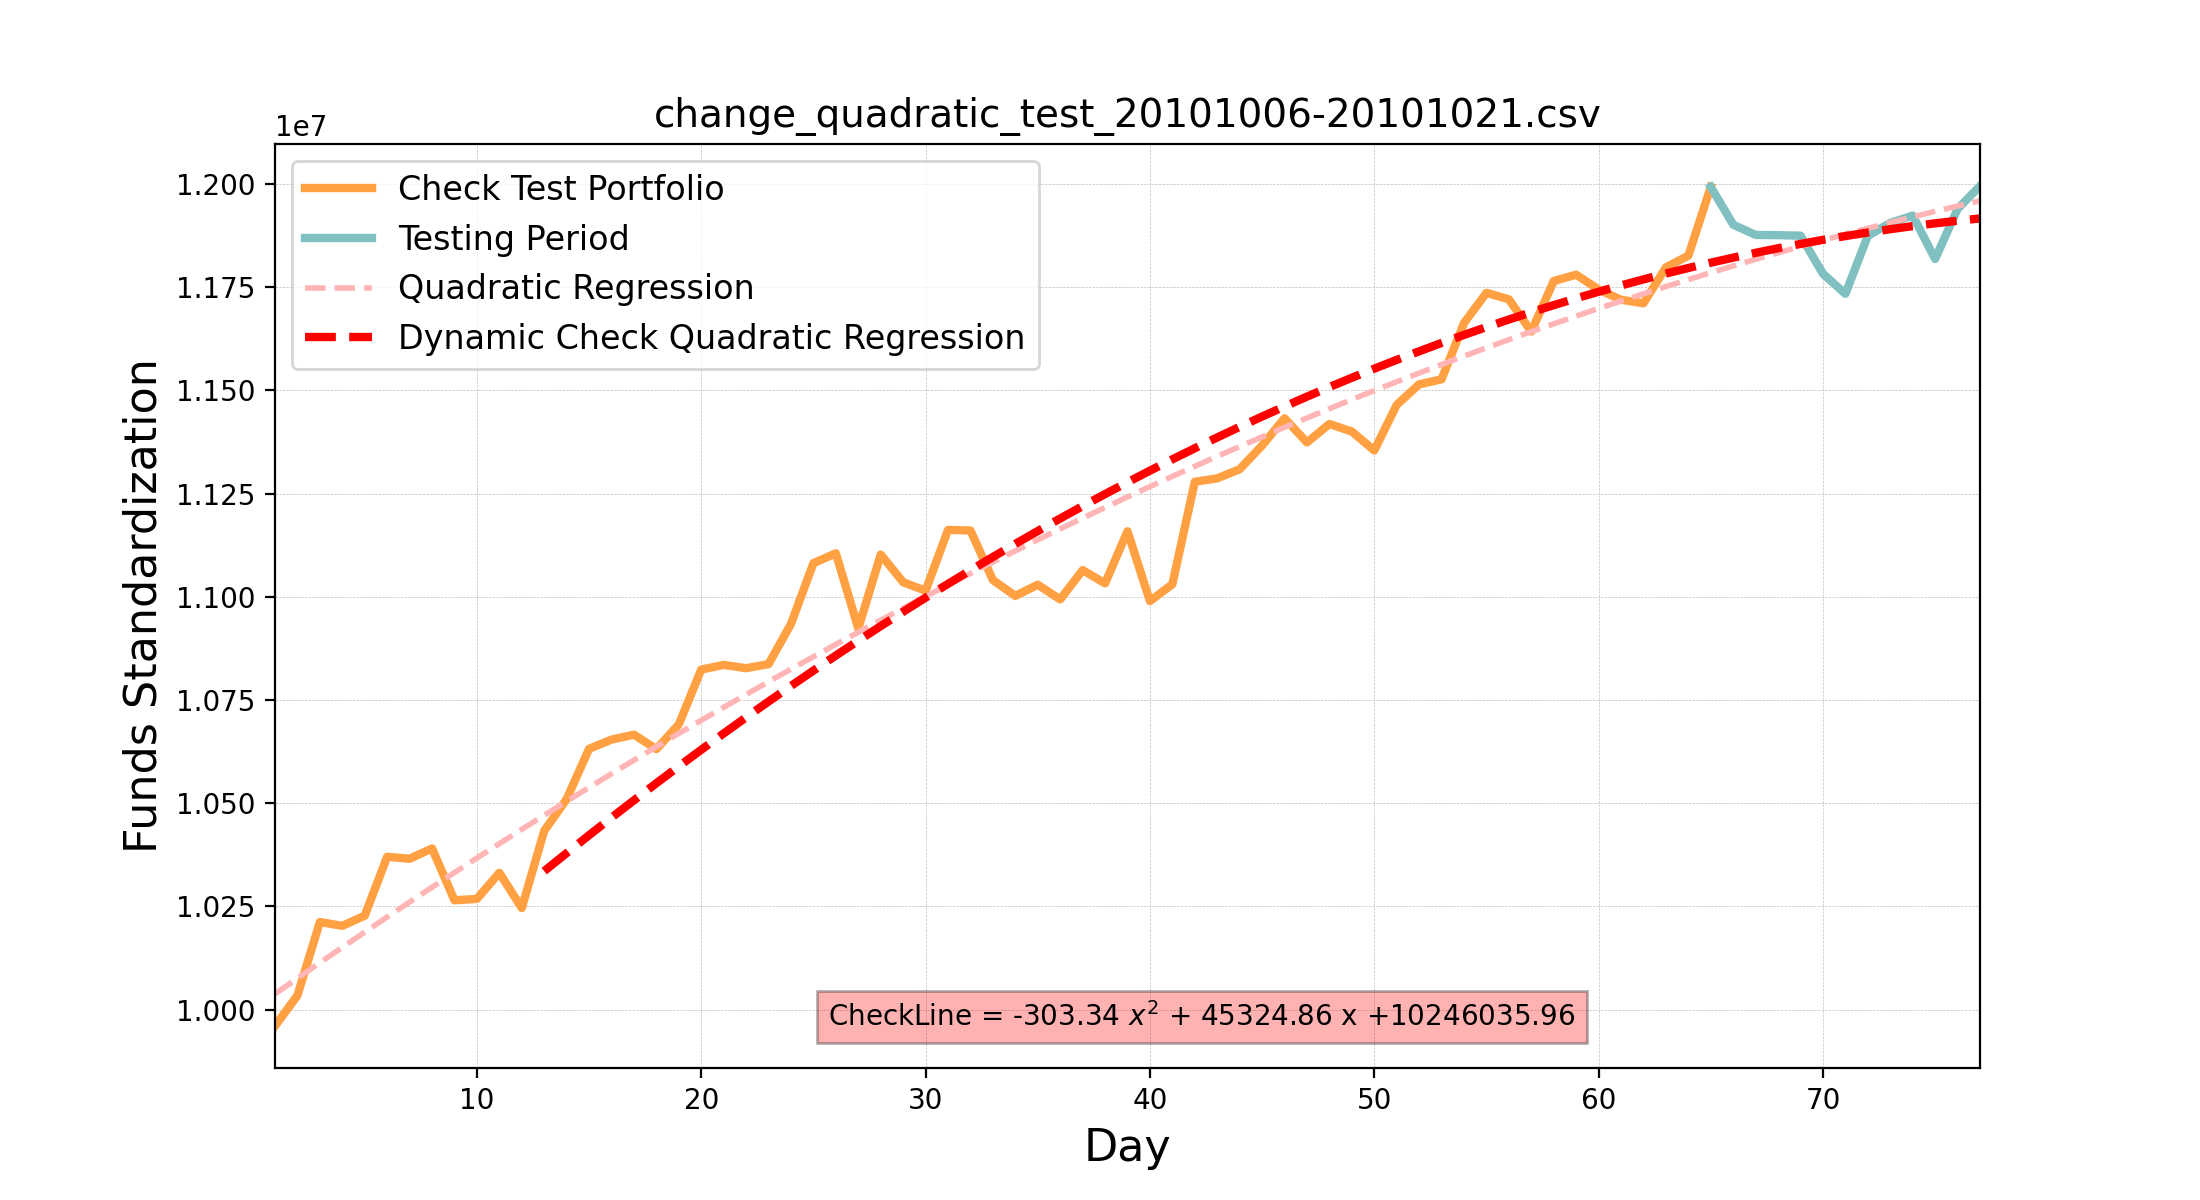 change_quadratic_test_20101006-20101021.csv
1e7
Check Test Portfolio
Testing Period
Quadratic Regression
Dynamic Check Quadratic Regression
1.200
1.175
1.150
1.125
1.100
1.075
1.050
1.025
1.000
Funds Standardization
CheckLine = -303.34 x² + 45324.86 x +10246035.96
10 20 30 40 50 60 70
Day